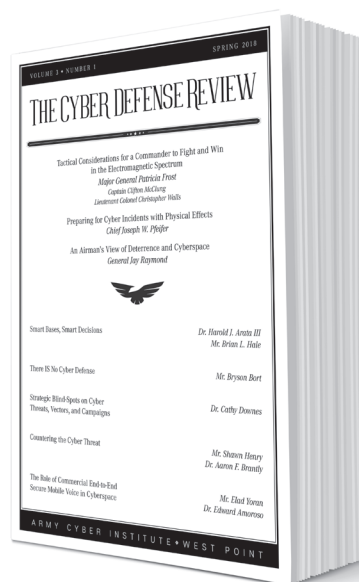 VOLUME 3 • NUMBER 1
SPRING 2018
THE CYBER DEFENSE REVIEW
Tactical Considerations for a Commander to Fight and Win
in the Electromagnetic Spectrum
Major General Patricia Frost
Captain Clifton McClung
Lieutenant Colonel Christopher Walls
Preparing for Cyber Incidents with Physical Effects
Chief Joseph W. Pfeifer
An Airman's View of Deterrence and Cyberspace
General Jay Raymond
Smart Bases, Smart Decisions
Dr. Harold J. Arata III
Mr. Brian L. Hale
There IS No Cyber Defense
Mr. Bryson Bort
Strategic Blind-Spots on Cyber
Threats, Vectors, and Campaigns
Dr. Cathy Downes
Countering the Cyber Threat
Mr. Shawn Henry
Dr. Aaron F. Brantly
The Role of Commercial End-to-End
Secure Mobile Voice in Cyberspace
Mr. Elad Yoran
Dr. Edward Amoroso
ARMY CYBER INSTITUTE • WEST POINT